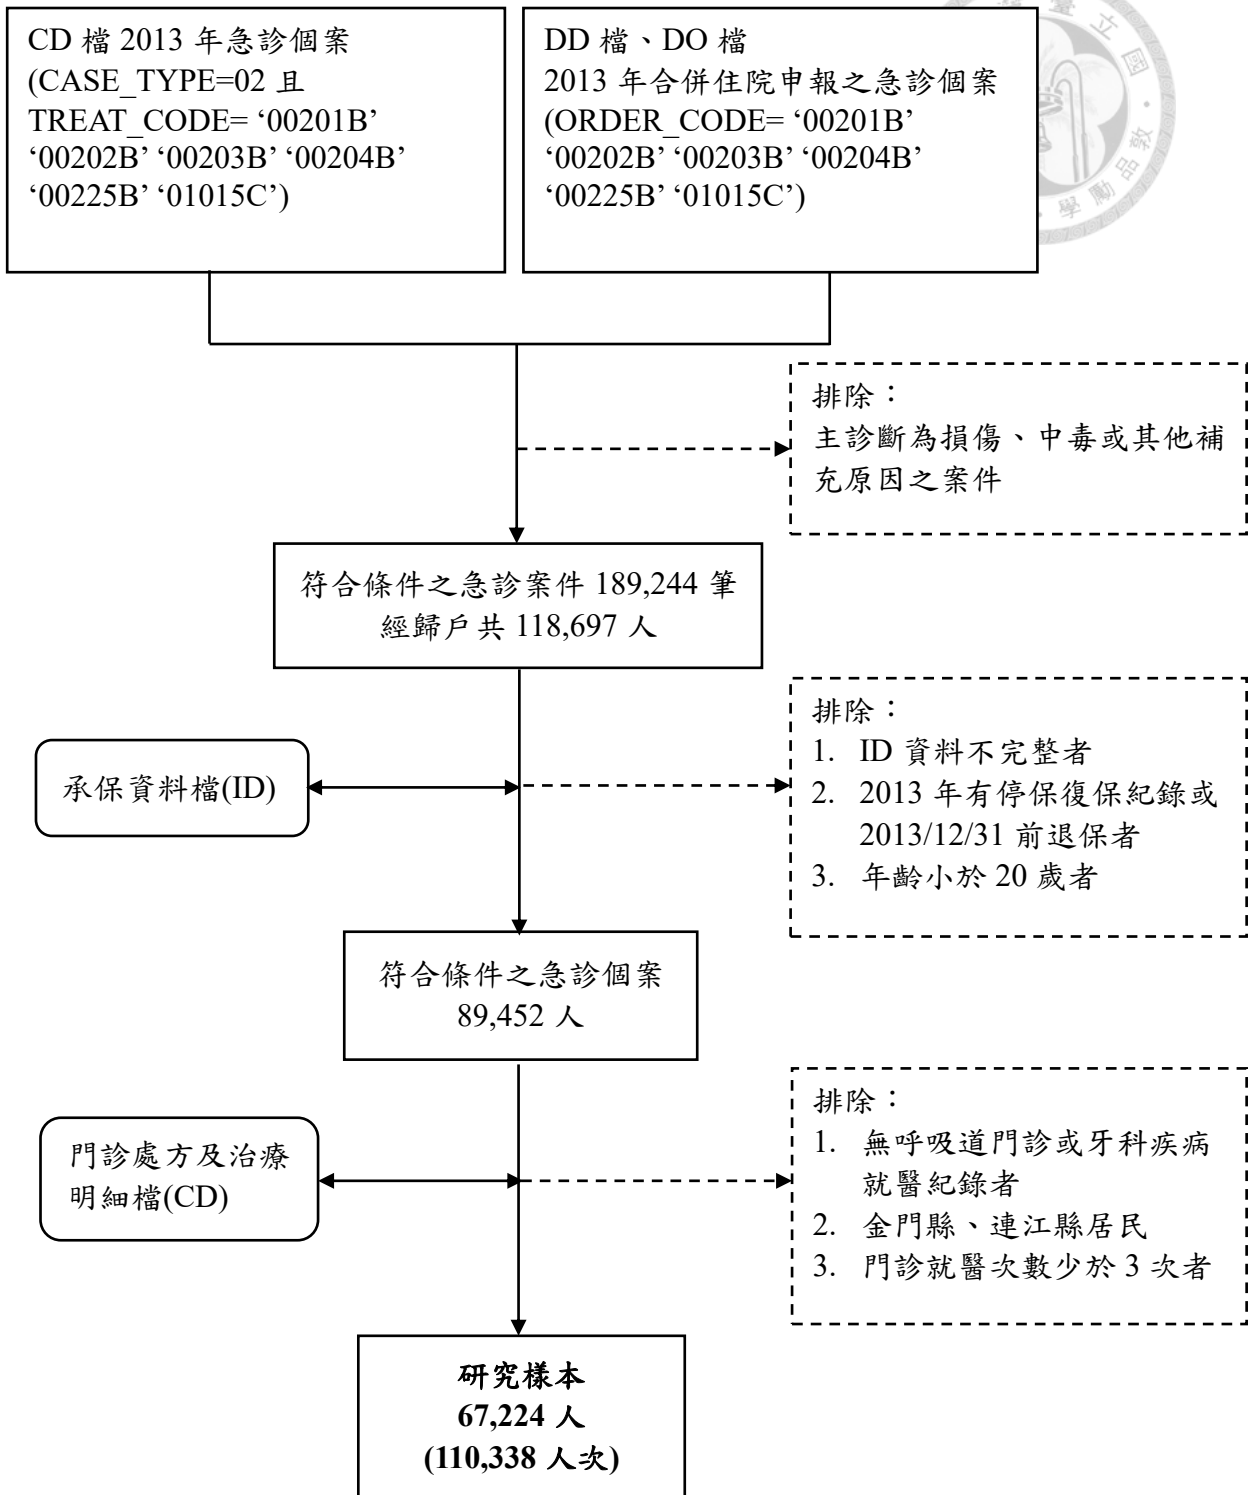 CD 檔 2013 年急診個案
(CASE_TYPE=02 且
TREAT_CODE= ‘00201B’
‘00202B’ ‘00203B’ ‘00204B’
‘00225B’ ‘01015C’)
DD 檔、DO 檔
2013 年合併住院申報之急診個案
(ORDER_CODE= ‘00201B’
‘00202B’ ‘00203B’ ‘00204B’
‘00225B’ ‘01015C’)
排除：
主診斷為損傷、中毒或其他補
充原因之案件
符合條件之急診案件 189,244 筆
經歸戶共 118,697 人
承保資料檔(ID)
排除：
1. ID 資料不完整者
2. 2013 年有停保復保紀錄或
2013/12/31 前退保者
3. 年齡小於 20 歲者
符合條件之急診個案
89,452 人
門診處方及治療
明細檔(CD)
排除：
1. 無呼吸道門診或牙科疾病
就醫紀錄者
2. 金門縣、連江縣居民
3. 門診就醫次數少於 3 次者
研究樣本
67,224 人
(110,338 人次)